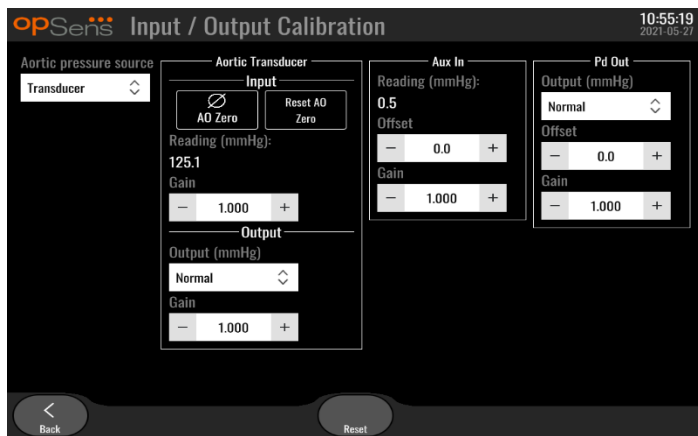 opSens Input / Output Calibration
10:55:19
2021-05-27
Aortic pressure source
Transducer
Aortic Transducer
Input
AO Zero
Reset AO
Zero
Reading (mmHg):
125.1
Gain
− 1.000 +
Output
Output (mmHg)
Normal
Gain
− 1.000 +
Aux In
Reading (mmHg):
0.5
Offset
− 0.0 +
Gain
− 1.000 +
Pd Out
Output (mmHg)
Normal
Offset
− 0.0 +
Gain
− 1.000 +
Back
Reset